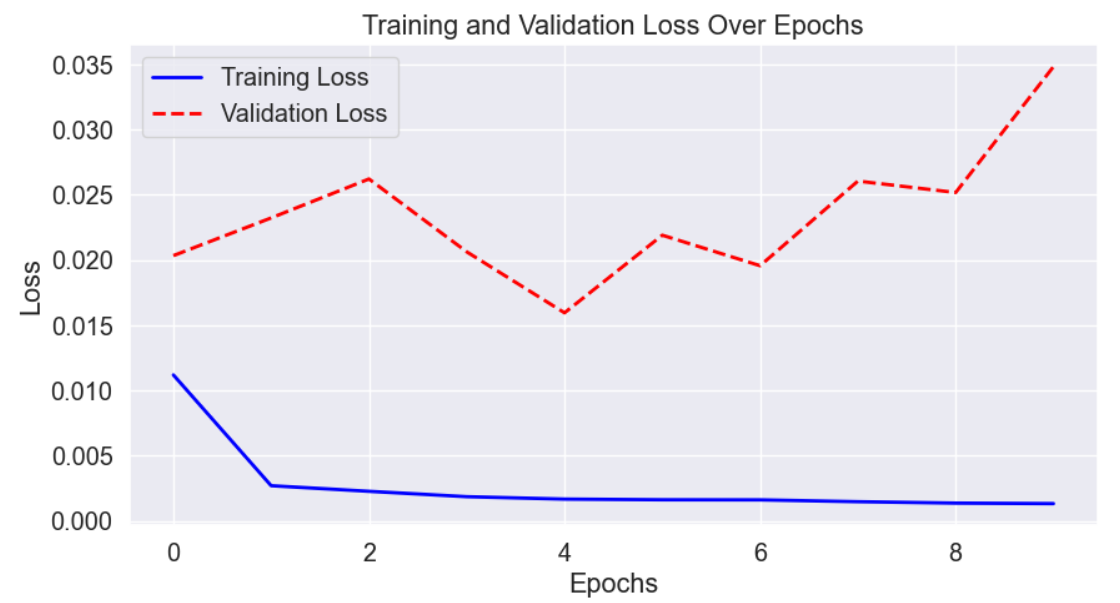 Training and Validation Loss Over Epochs
0.035
0.030
0.025
0.020
0.015
0.010
0.005
0.000
Loss
Training Loss
Validation Loss
0 2 4 6 8
Epochs